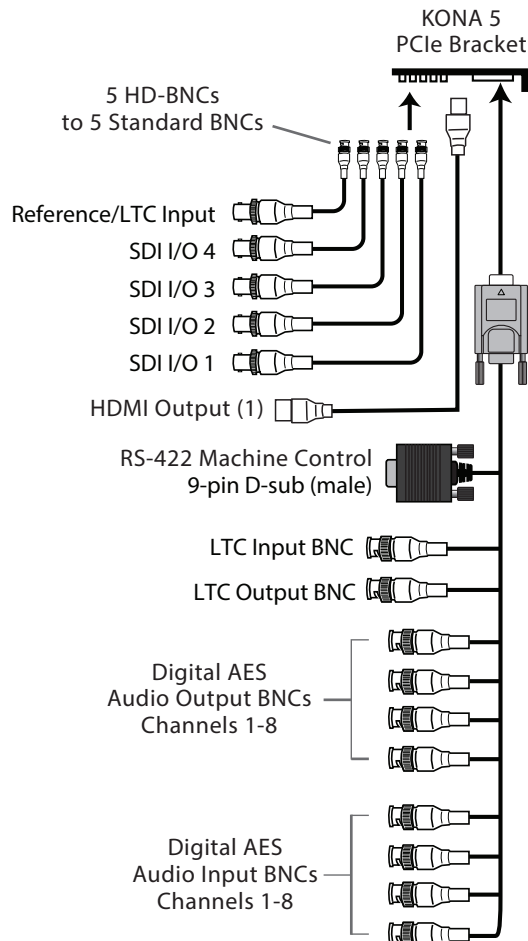 KONA 5
PCIe Bracket
5 HD-BNCs
to 5 Standard BNCs
Reference/LTC Input
SDI I/O 4
SDI I/O 3
SDI I/O 2
SDI I/O 1
HDMI Output (1)
RS-422 Machine Control
9-pin D-sub (male)
LTC Input BNC
LTC Output BNC
Digital AES
Audio Output BNCs
Channels 1-8
Digital AES
Audio Input BNCs
Channels 1-8